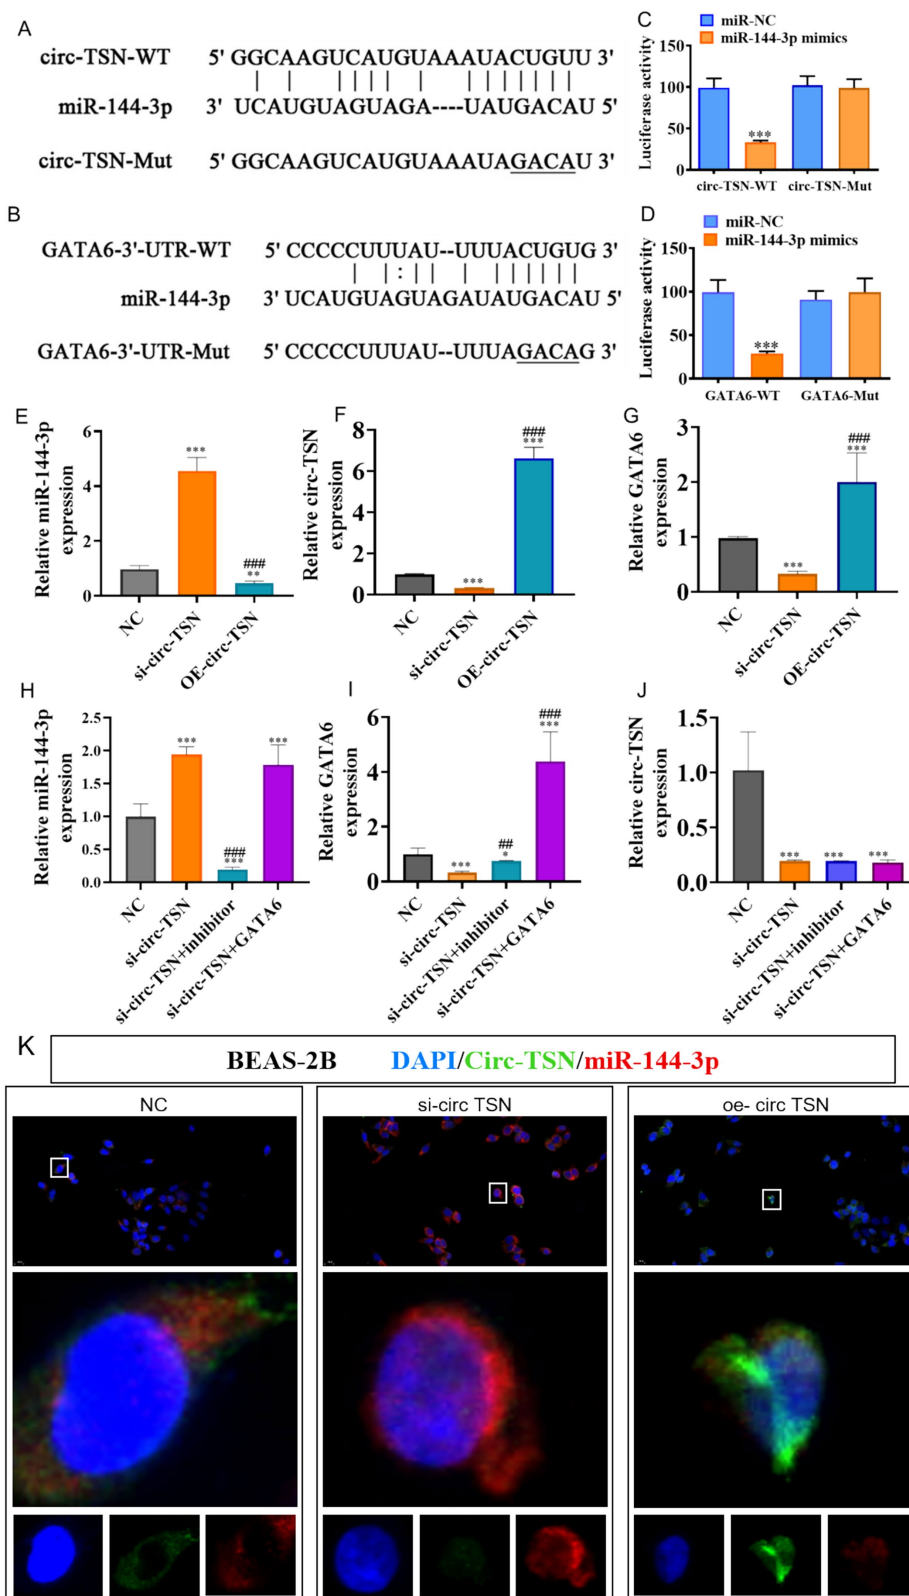 A
circ-TSN-WT 5' GGCAAGUCAUGUAAAUACUGUU 3'
miR-144-3p 3' UCAUGUAGUAGA----UAUGACAU 5'
circ-TSN-Mut 5' GGCAAGUCAUGUAAAUAGACAU 3'
B
GATA6-3'-UTR-WT 5' CCCCCUUUAU--UUUACUGUG 3'
miR-144-3p 3' UCAUGUAGUAGAUAUGACAU 5'
GATA6-3'-UTR-Mut 5' CCCCCUUUAU--UUUAGACAG 3'
C
miR-NC
miR-144-3p mimics
Luciferase activity
150
100
50
0
***
circ-TSN-WT circ-TSN-Mut
D
miR-NC
miR-144-3p mimics
Luciferase activity
150
100
50
0
***
GATA6-WT GATA6-Mut
E
Relative miR-144-3p
expression
6
4
2
0
***
###
**
NC
si-circ-TSN
OE-circ-TSN
F
Relative circ-TSN
expression
8
6
4
2
0
***
###
***
NC
si-circ-TSN
OE-circ-TSN
G
Relative GATA6
expression
3
2
1
0
***
###
***
NC
si-circ-TSN
OE-circ-TSN
H
Relative miR-144-3p
expression
2.5
2.0
1.5
1.0
0.5
0.0
***
###
***
***
NC
si-circ-TSN
si-circ-TSN+inhibitor
si-circ-TSN+GATA6
I
Relative GATA6
expression
6
4
2
0
***
##
*
###
***
NC
si-circ-TSN
si-circ-TSN+inhibitor
si-circ-TSN+GATA6
J
Relative circ-TSN
expression
1.5
1.0
0.5
0.0
***
***
***
NC
si-circ-TSN
si-circ-TSN+inhibitor
si-circ-TSN+GATA6
K
BEAS-2B DAPI/Circ-TSN/miR-144-3p
NC
si-circ TSN
oe- circ TSN